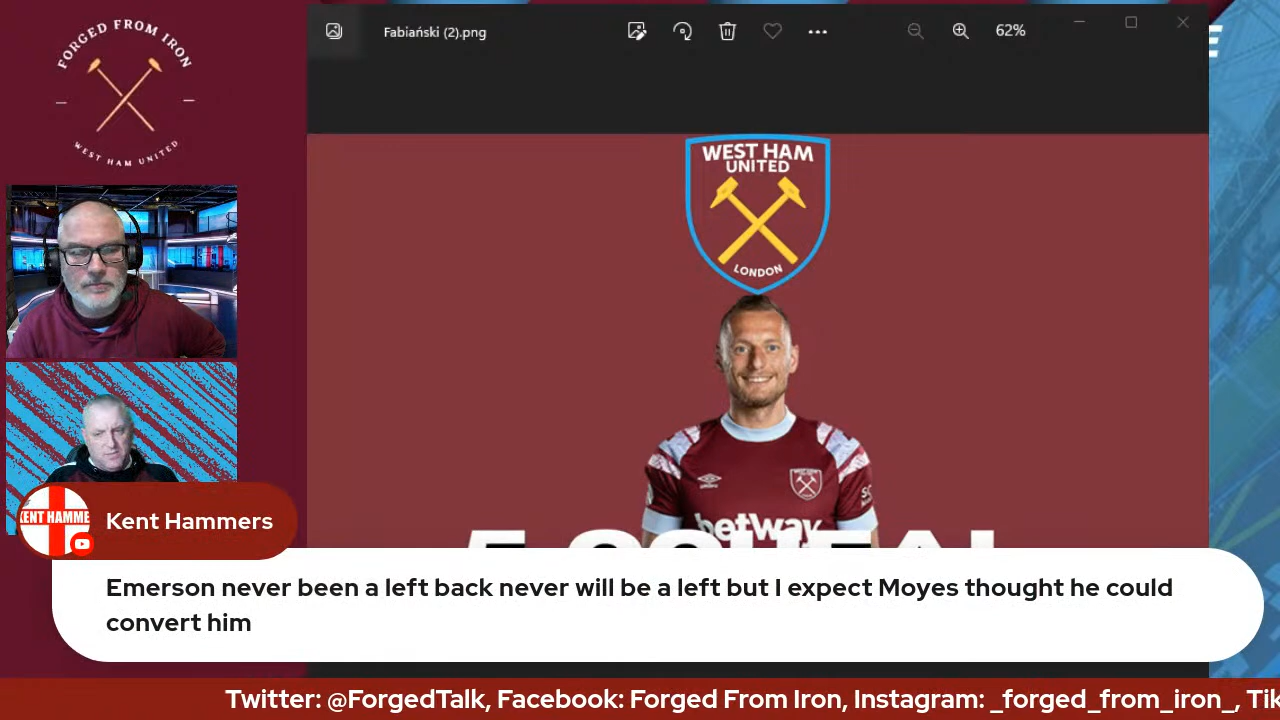 FORGED FROM IRON
WEST HAM UNITED
Fabiański (2).png
62%
WEST HAM
UNITED
LONDON
betway
KENT HAMME
Kent Hammers
Emerson never been a left back never will be a left but I expect Moyes thought he could
convert him
Twitter: @ForgedTalk, Facebook: Forged From Iron, Instagram: _forged_from_iron_, Tik